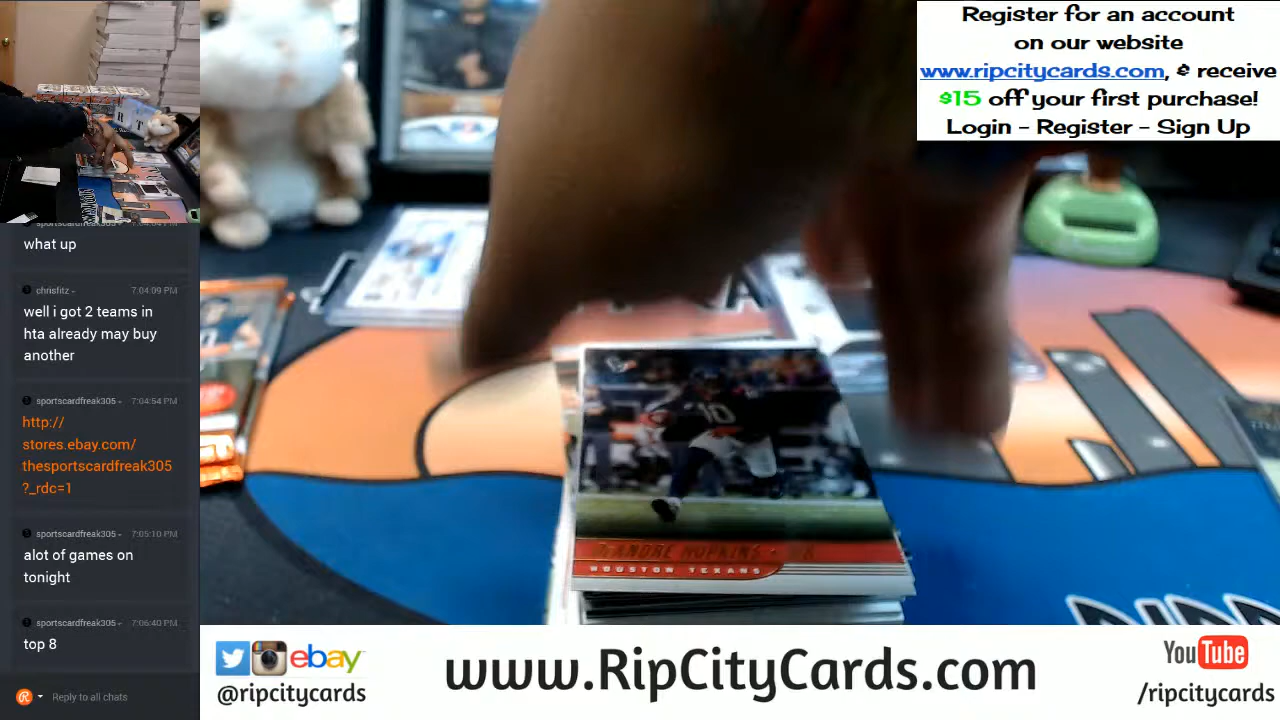 Register for an account
on our website
www.ripcitycards.com, & receive
$15 off your first purchase!
Login - Register - Sign Up
what up
chrisfitz - 7:04:09 PM
well i got 2 teams in
hta already may buy
another
sportscardfreak305 - 7:04:54 PM
http://
stores.ebay.com/
thesportscardfreak305
?_rdc=1
sportscardfreak305 - 7:05:10 PM
alot of games on
tonight
sportscardfreak305 - 7:06:40 PM
top 8
Reply to all chats
10
DEANDRE HOPKINS • WR
HOUSTON TEXANS
ebay
@ripcitycards
www.RipCityCards.com
YouTube
/ripcitycards